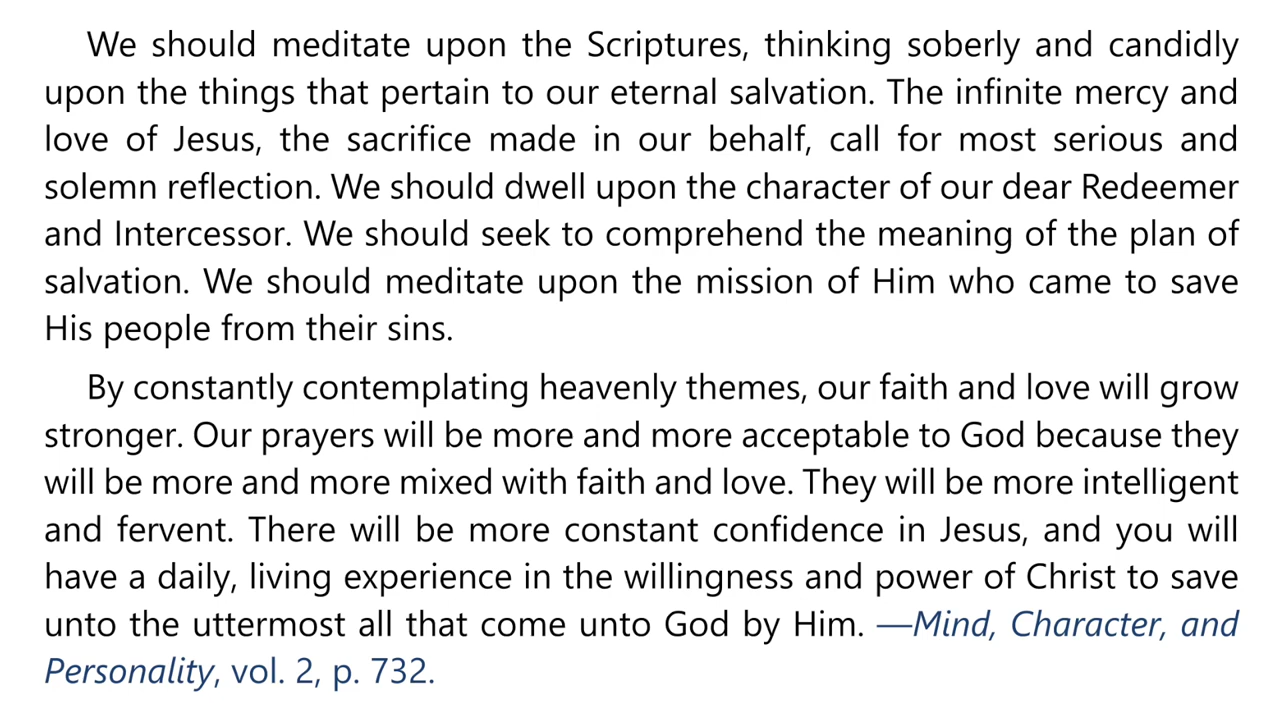 We should meditate upon the Scriptures, thinking soberly and candidly
upon the things that pertain to our eternal salvation. The infinite mercy and
love of Jesus, the sacrifice made in our behalf, call for most serious and
solemn reflection. We should dwell upon the character of our dear Redeemer
and Intercessor. We should seek to comprehend the meaning of the plan of
salvation. We should meditate upon the mission of Him who came to save
His people from their sins.
By constantly contemplating heavenly themes, our faith and love will grow
stronger. Our prayers will be more and more acceptable to God because they
will be more and more mixed with faith and love. They will be more intelligent
and fervent. There will be more constant confidence in Jesus, and you will
have a daily, living experience in the willingness and power of Christ to save
unto the uttermost all that come unto God by Him. —Mind, Character, and
Personality, vol. 2, p. 732.